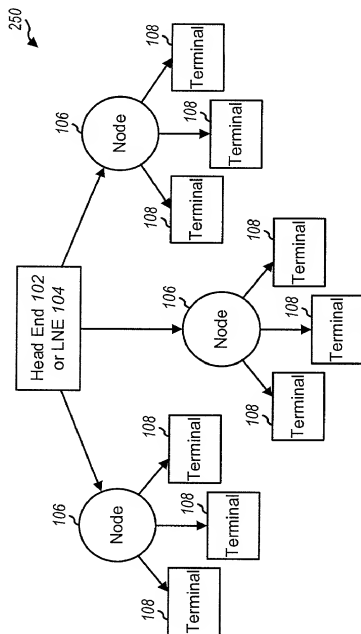 250
Head End 102
or LNE 104
106
Node
108
Terminal
108
Terminal
108
Terminal
106
Node
108
Terminal
108
Terminal
108
Terminal
106
Node
108
Terminal
108
Terminal
108
Terminal